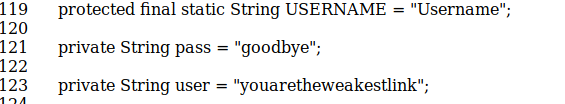 119 protected final static String USERNAME = "Username";
120
121 private String pass = "goodbye";
122
123 private String user = "youaretheweakestlink";
124